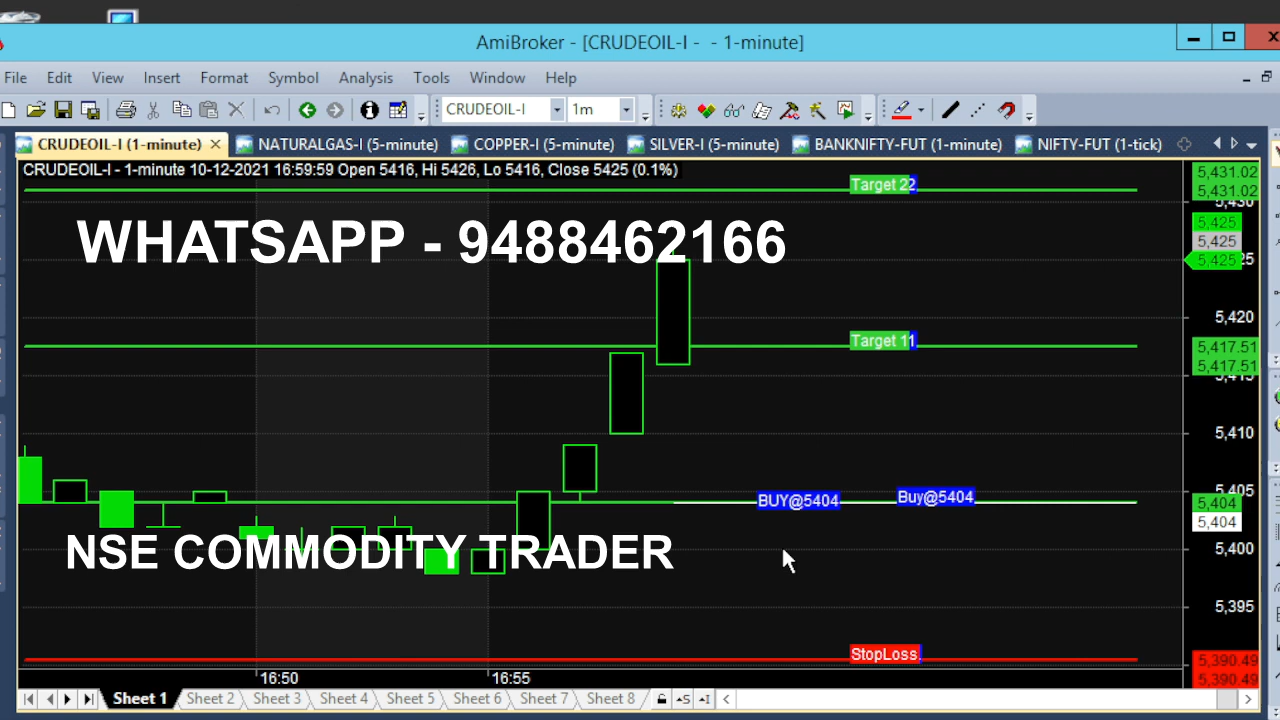 AmiBroker - [CRUDEOIL-I - - 1-minute]
File Edit View Insert Format Symbol Analysis Tools Window Help
CRUDEOIL-I 1m
CRUDEOIL-I (1-minute) NATURALGAS-I (5-minute) COPPER-I (5-minute) SILVER-I (5-minute) BANKNIFTY-FUT (1-minute) NIFTY-FUT (1-tick)
CRUDEOIL-I - 1-minute 10-12-2021 16:59:59 Open 5416, Hi 5426, Lo 5416, Close 5425 (0.1%)
5,431.02
Target 22
5,431.02
5,430
WHATSAPP - 9488462166
5,425
5,425
5,425
5,420
Target 11
5,417.51
5,417.51
5,415
5,410
5,405
BUY@5404 Buy@5404
5,404
5,404
NSE COMMODITY TRADER
5,400
5,395
StopLoss
5,390.49
5,390.49
16:50 16:55
Sheet 1 Sheet 2 Sheet 3 Sheet 4 Sheet 5 Sheet 6 Sheet 7 Sheet 8